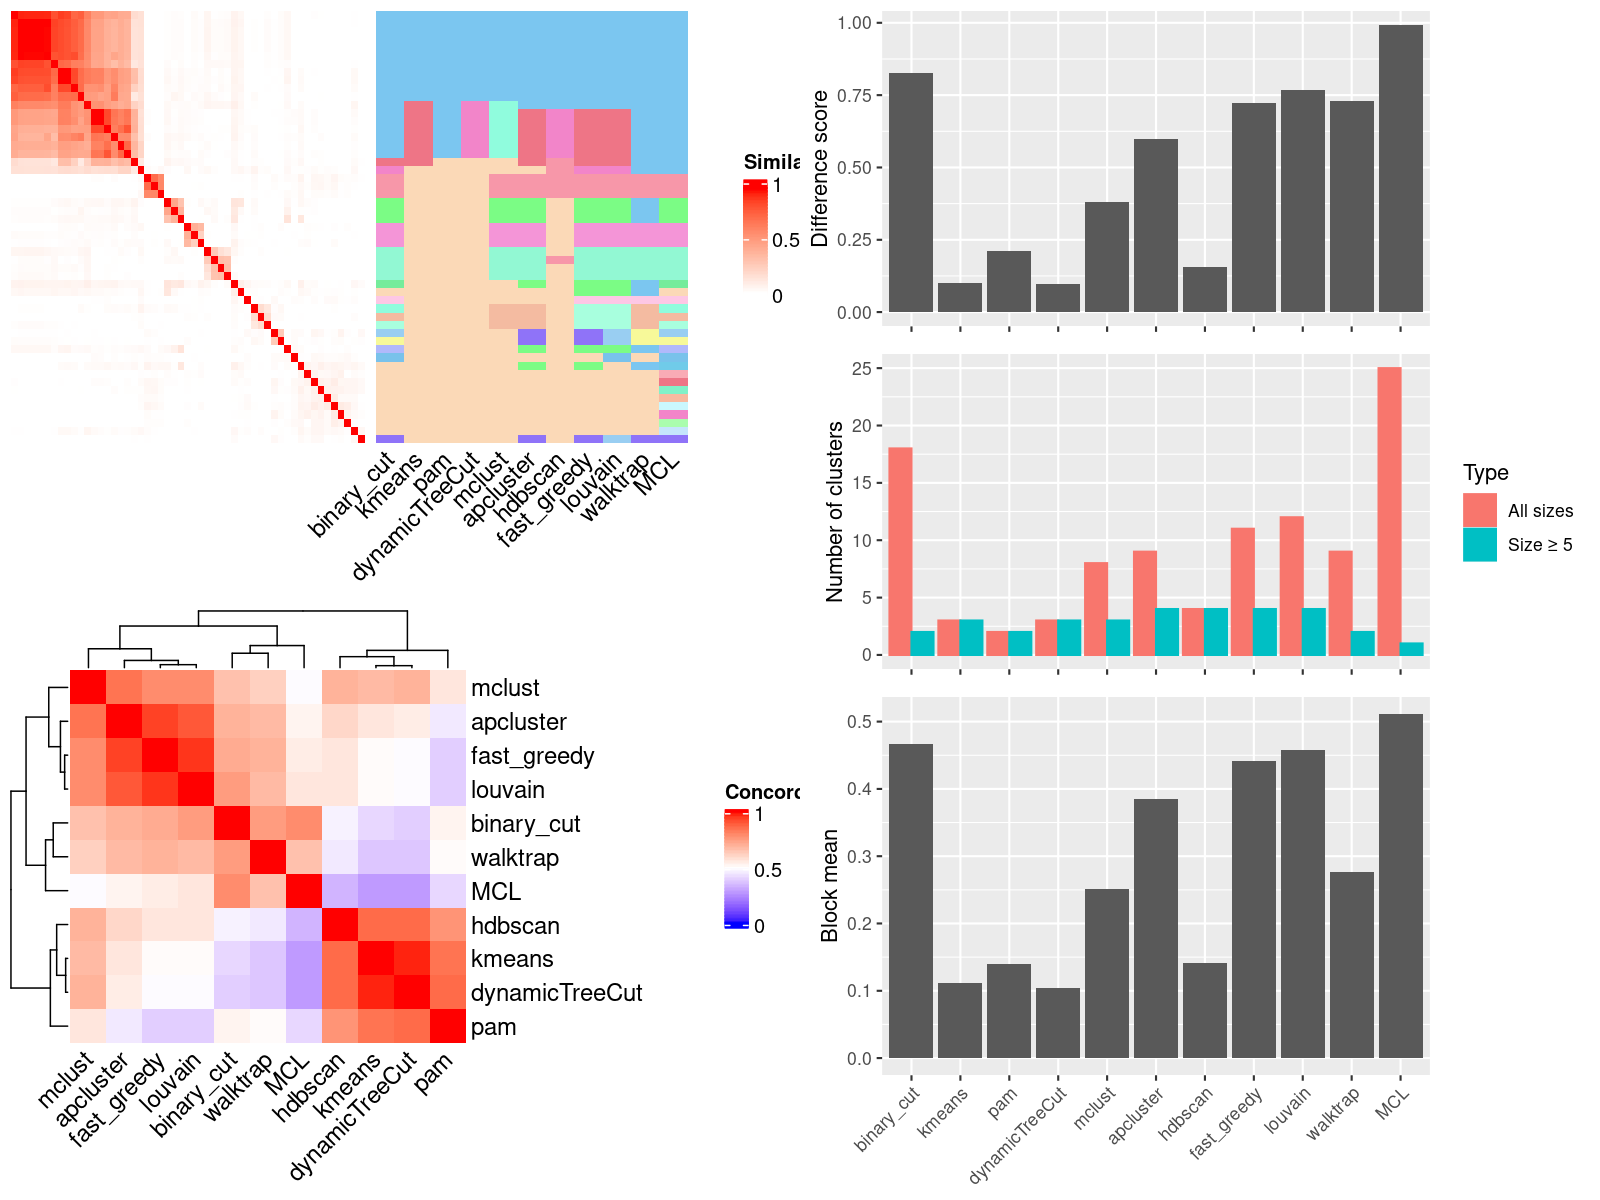 Simila
1
0.5
0
binary_cut
kmeans
pam
dynamicTreeCut
mclust
apcluster
hdbscan
fast_greedy
louvain
walktrap
MCL
mclust
apcluster
fast_greedy
louvain
binary_cut
walktrap
MCL
hdbscan
kmeans
dynamicTreeCut
pam
mclust
apcluster
fast_greedy
louvain
binary_cut
walktrap
MCL
hdbscan
kmeans
dynamicTreeCut
pam
Concord
1
0.5
0
Difference score
1.00
0.75
0.50
0.25
0.00
Number of clusters
25
20
15
10
5
0
Type
All sizes
Size ≥ 5
Block mean
0.5
0.4
0.3
0.2
0.1
0.0
binary_cut
kmeans
pam
dynamicTreeCut
mclust
apcluster
hdbscan
fast_greedy
louvain
walktrap
MCL